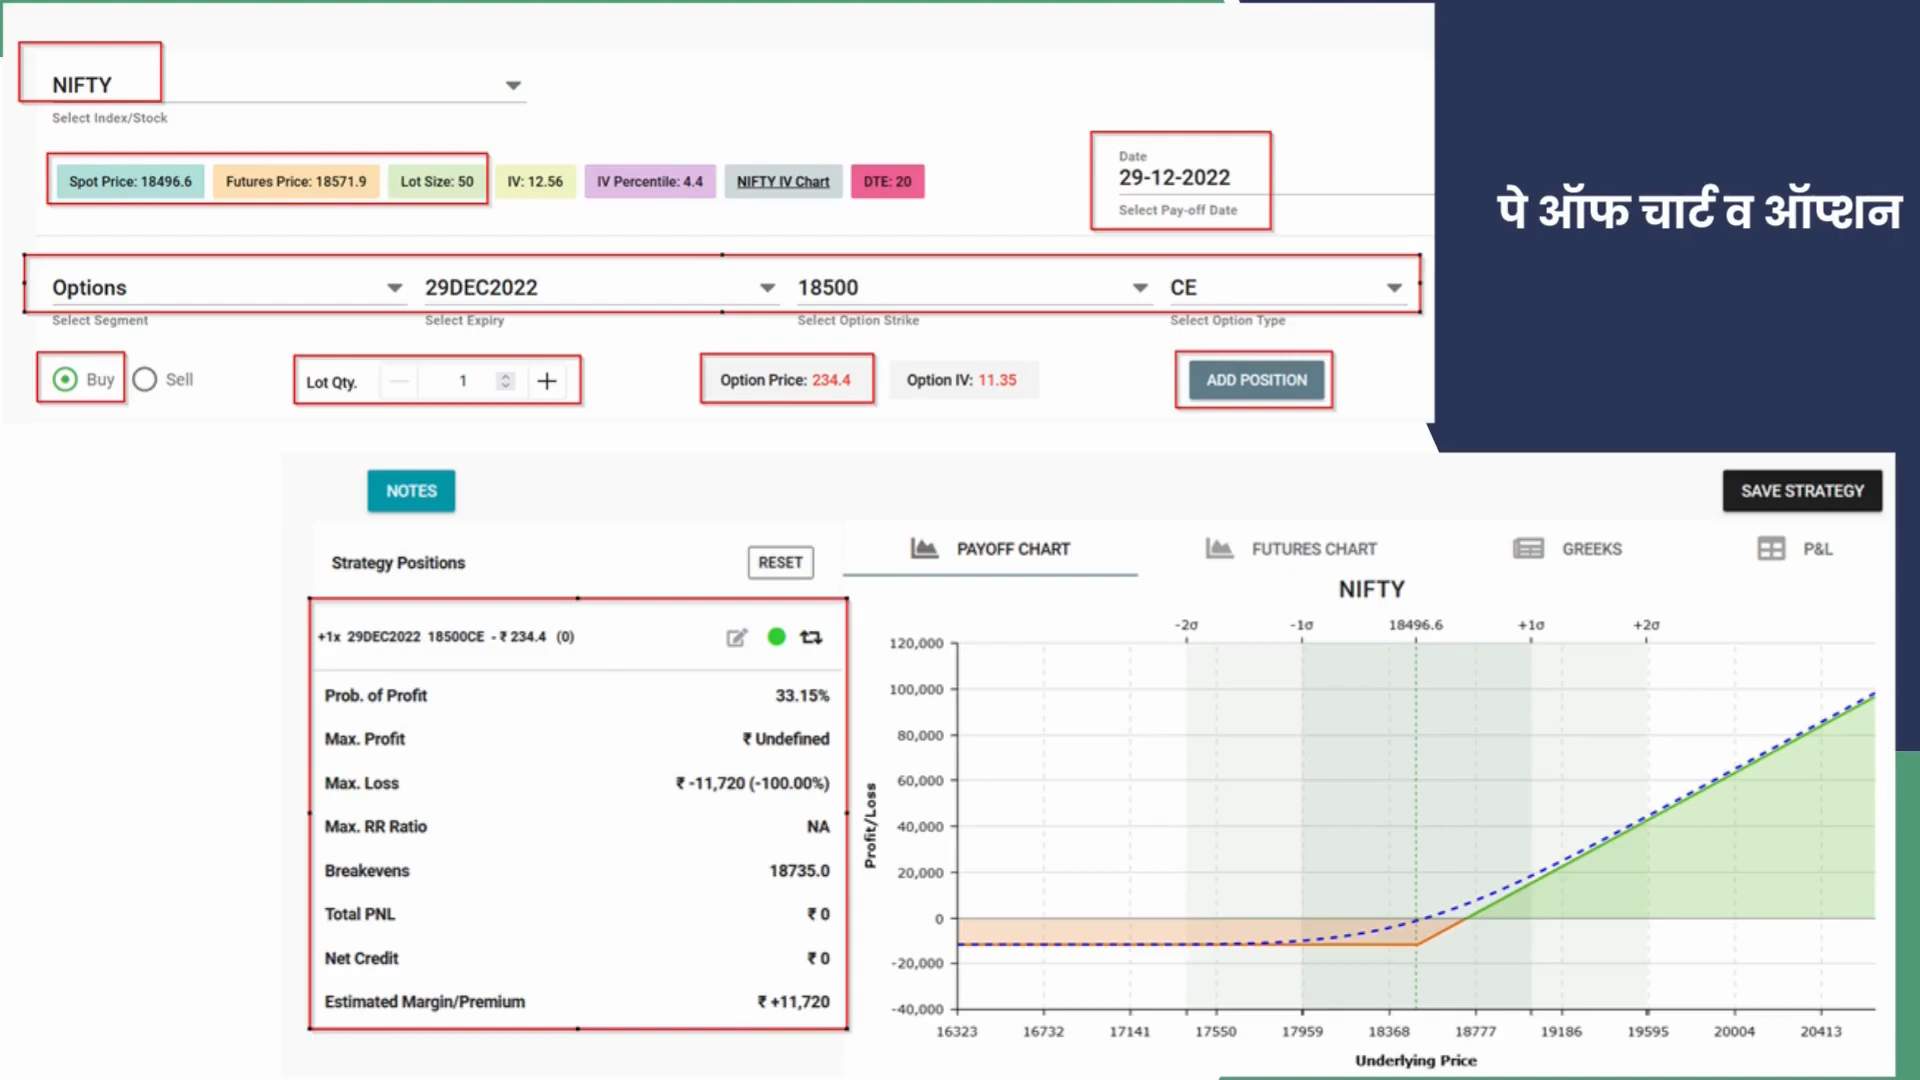 NIFTY
Select Index/Stock
Spot Price: 18496.6 Futures Price: 18571.9 Lot Size: 50 IV: 12.56 IV Percentile: 4.4 NIFTY IV Chart DTE: 20
Date
29-12-2022
Select Pay-off Date
पे ऑफ चार्ट व ऑप्शन
Options 29DEC2022 18500 CE
Select Segment Select Expiry Select Option Strike Select Option Type
Buy Sell Lot Qty. 1 Option Price: 234.4 Option IV: 11.35 ADD POSITION
NOTES SAVE STRATEGY
Strategy Positions RESET
+1x 29DEC2022 18500CE - ₹ 234.4 (0)
Prob. of Profit 33.15%
Max. Profit ₹ Undefined
Max. Loss ₹ -11,720 (-100.00%)
Max. RR Ratio NA
Breakevens 18735.0
Total PNL ₹ 0
Net Credit ₹ 0
Estimated Margin/Premium ₹ +11,720
PAYOFF CHART FUTURES CHART GREEKS P&L
NIFTY
-2σ -1σ 18496.6 +1σ +2σ
120,000
100,000
80,000
60,000
40,000
20,000
0
-20,000
-40,000
Profit/Loss
16323 16732 17141 17550 17959 18368 18777 19186 19595 20004 20413
Underlying Price